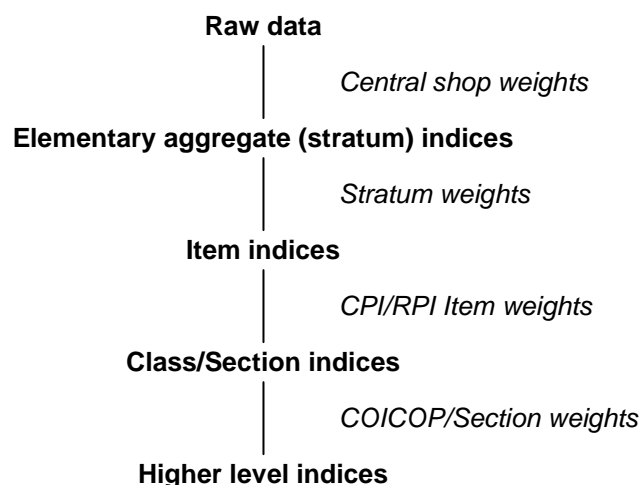 Raw data
Central shop weights
Elementary aggregate (stratum) indices
Stratum weights
Item indices
CPI/RPI Item weights
Class/Section indices
COICOP/Section weights
Higher level indices